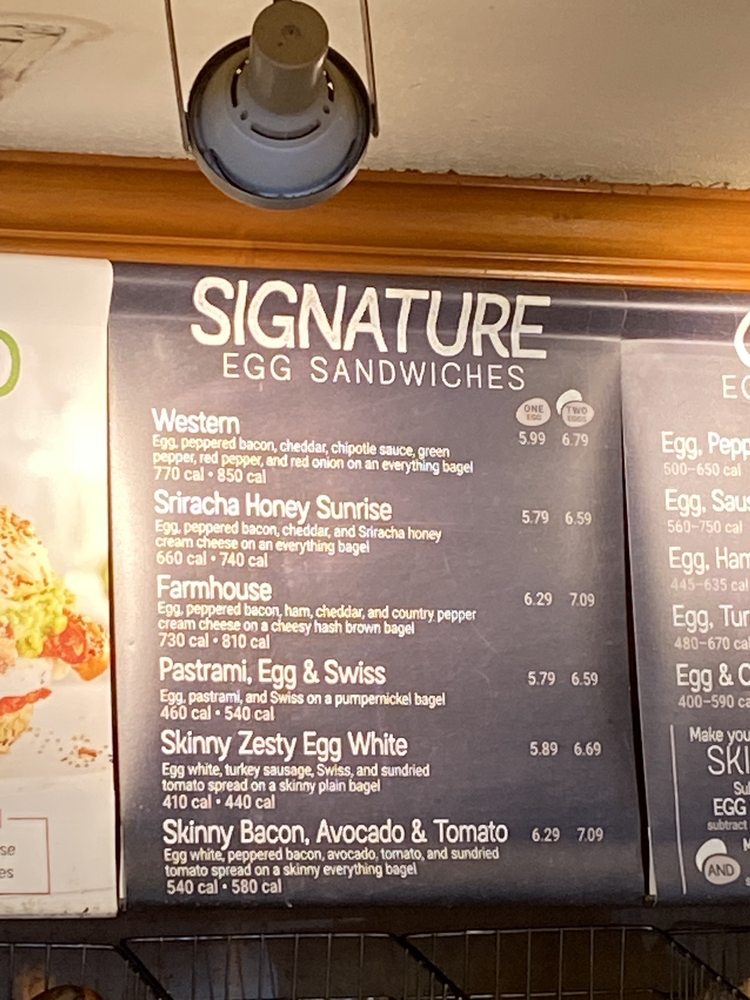 SIGNATURE
EGG SANDWICHES
ONE EGG TWO EGGS
Western 5.99 6.79
Egg, peppered bacon, cheddar, chipotle sauce, green
pepper, red pepper, and red onion on an everything bagel
770 cal • 850 cal
Sriracha Honey Sunrise 5.79 6.59
Egg, peppered bacon, cheddar, and Sriracha honey
cream cheese on an everything bagel
660 cal • 740 cal
Farmhouse 6.29 7.09
Egg, peppered bacon, ham, cheddar, and country pepper
cream cheese on a cheesy hash brown bagel
730 cal • 810 cal
Pastrami, Egg & Swiss 5.79 6.59
Egg, pastrami, and Swiss on a pumpernickel bagel
460 cal • 540 cal
Skinny Zesty Egg White 5.89 6.69
Egg white, turkey sausage, Swiss, and sundried
tomato spread on a skinny plain bagel
410 cal • 440 cal
Skinny Bacon, Avocado & Tomato 6.29 7.09
Egg white, peppered bacon, avocado, tomato, and sundried
tomato spread on a skinny everything bagel
540 cal • 580 cal
Egg, Pepp
500-650 cal
Egg, Saus
560-750 cal
Egg, Ham
445-635 cal
Egg, Tur
480-670 cal
Egg & C
400-590 ca
Make you
SKI
Su
EGG
subtract
AND